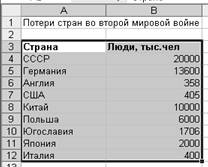 A B
1 Потери стран во второй мировой войне
2
3 Страна Люди, тыс.чел
4 СССР 20000
5 Германия 13600
6 Англия 358
7 США 405
8 Китай 10000
9 Польша 6000
10 Югославия 1706
11 Япония 2000
12 Италия 400